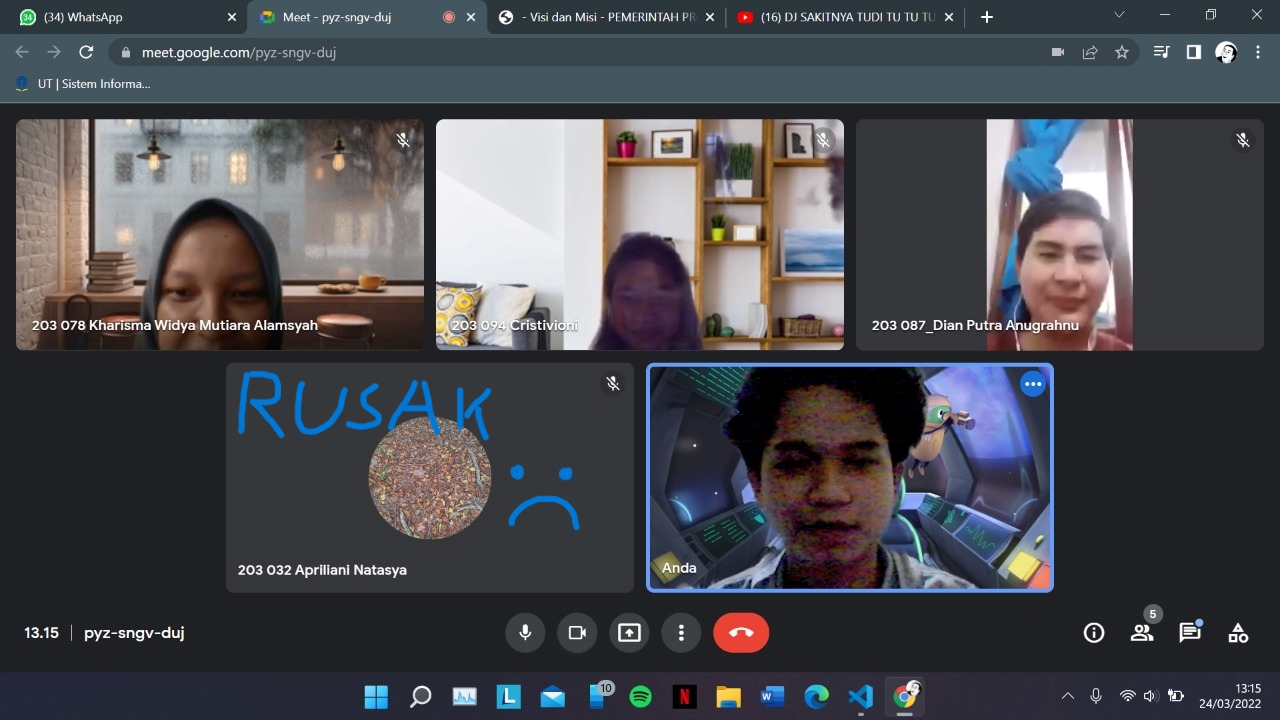 34
(34) WhatsApp
Meet - pyz-sngv-duj
- Visi dan Misi - PEMERINTAH PR
(16) DJ SAKITNYA TUDI TU TU TU
meet.google.com/pyz-sngv-duj
UT | Sistem Informa...
203 078 Kharisma Widya Mutiara Alamsyah
203 094 Cristivioni
203 087_Dian Putra Anugrahnu
RUSAK
203 032 Apriliani Natasya
Anda
13.15 | pyz-sngv-duj
5
10
L
N
W
13:15
24/03/2022